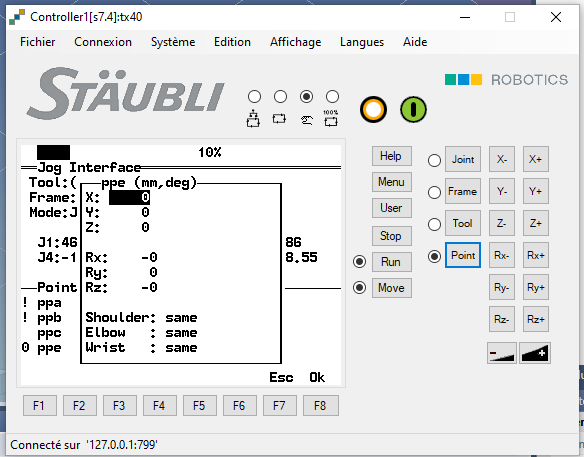 Controller1[s7.4]:tx40
Fichier Connexion Système Edition Affichage Langues Aide
STÄUBLI
ROBOTICS
100%
10%
Jog Interface
Tool:( ppe (mm,deg)
Frame: X: 0
Mode:J Y: 0
Z: 0
J1:46 86
J4:-1 Rx: -0 8.55
Ry: 0
Point Rz: -0
! ppa
! ppb Shoulder: same
ppc Elbow : same
0 ppe Wrist : same
Esc Ok
Help
Menu
User
Stop
Run
Move
Joint X- X+
Frame Y- Y+
Tool Z- Z+
Point Rx- Rx+
Ry- Ry+
Rz- Rz+
- +
F1 F2 F3 F4 F5 F6 F7 F8
Connecté sur '127.0.0.1:799'